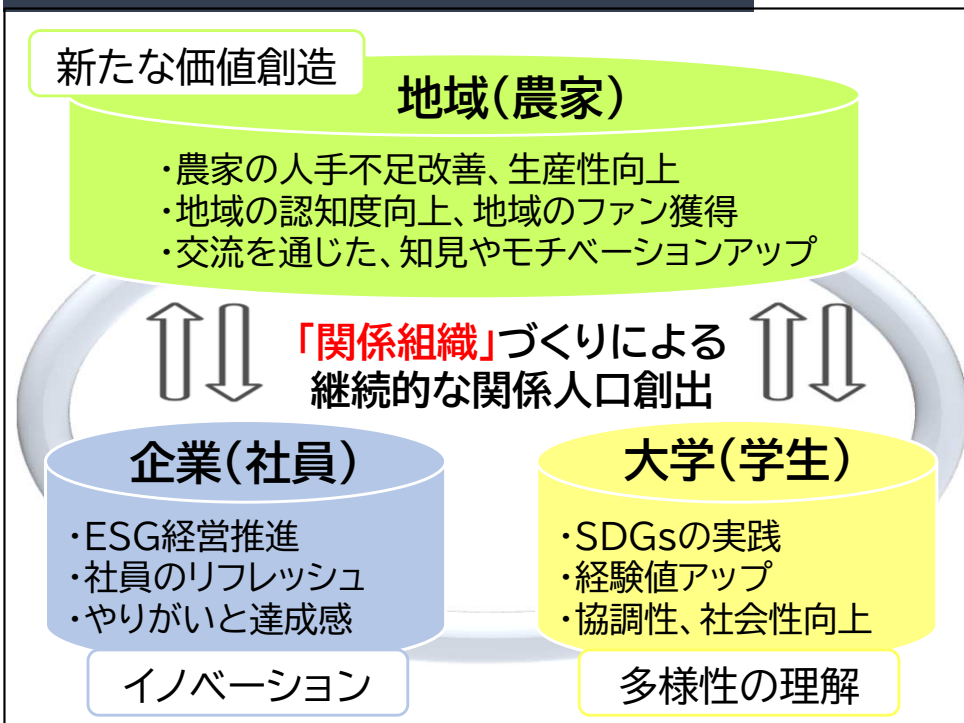 新たな価値創造
地域(農家)
・農家の人手不足改善、生産性向上
・地域の認知度向上、地域のファン獲得
・交流を通じた、知見やモチベーションアップ
「関係組織」づくりによる
継続的な関係人口創出
企業(社員)
・ESG経営推進
・社員のリフレッシュ
・やりがいと達成感
イノベーション
大学(学生)
・SDGsの実践
・経験値アップ
・協調性、社会性向上
多様性の理解